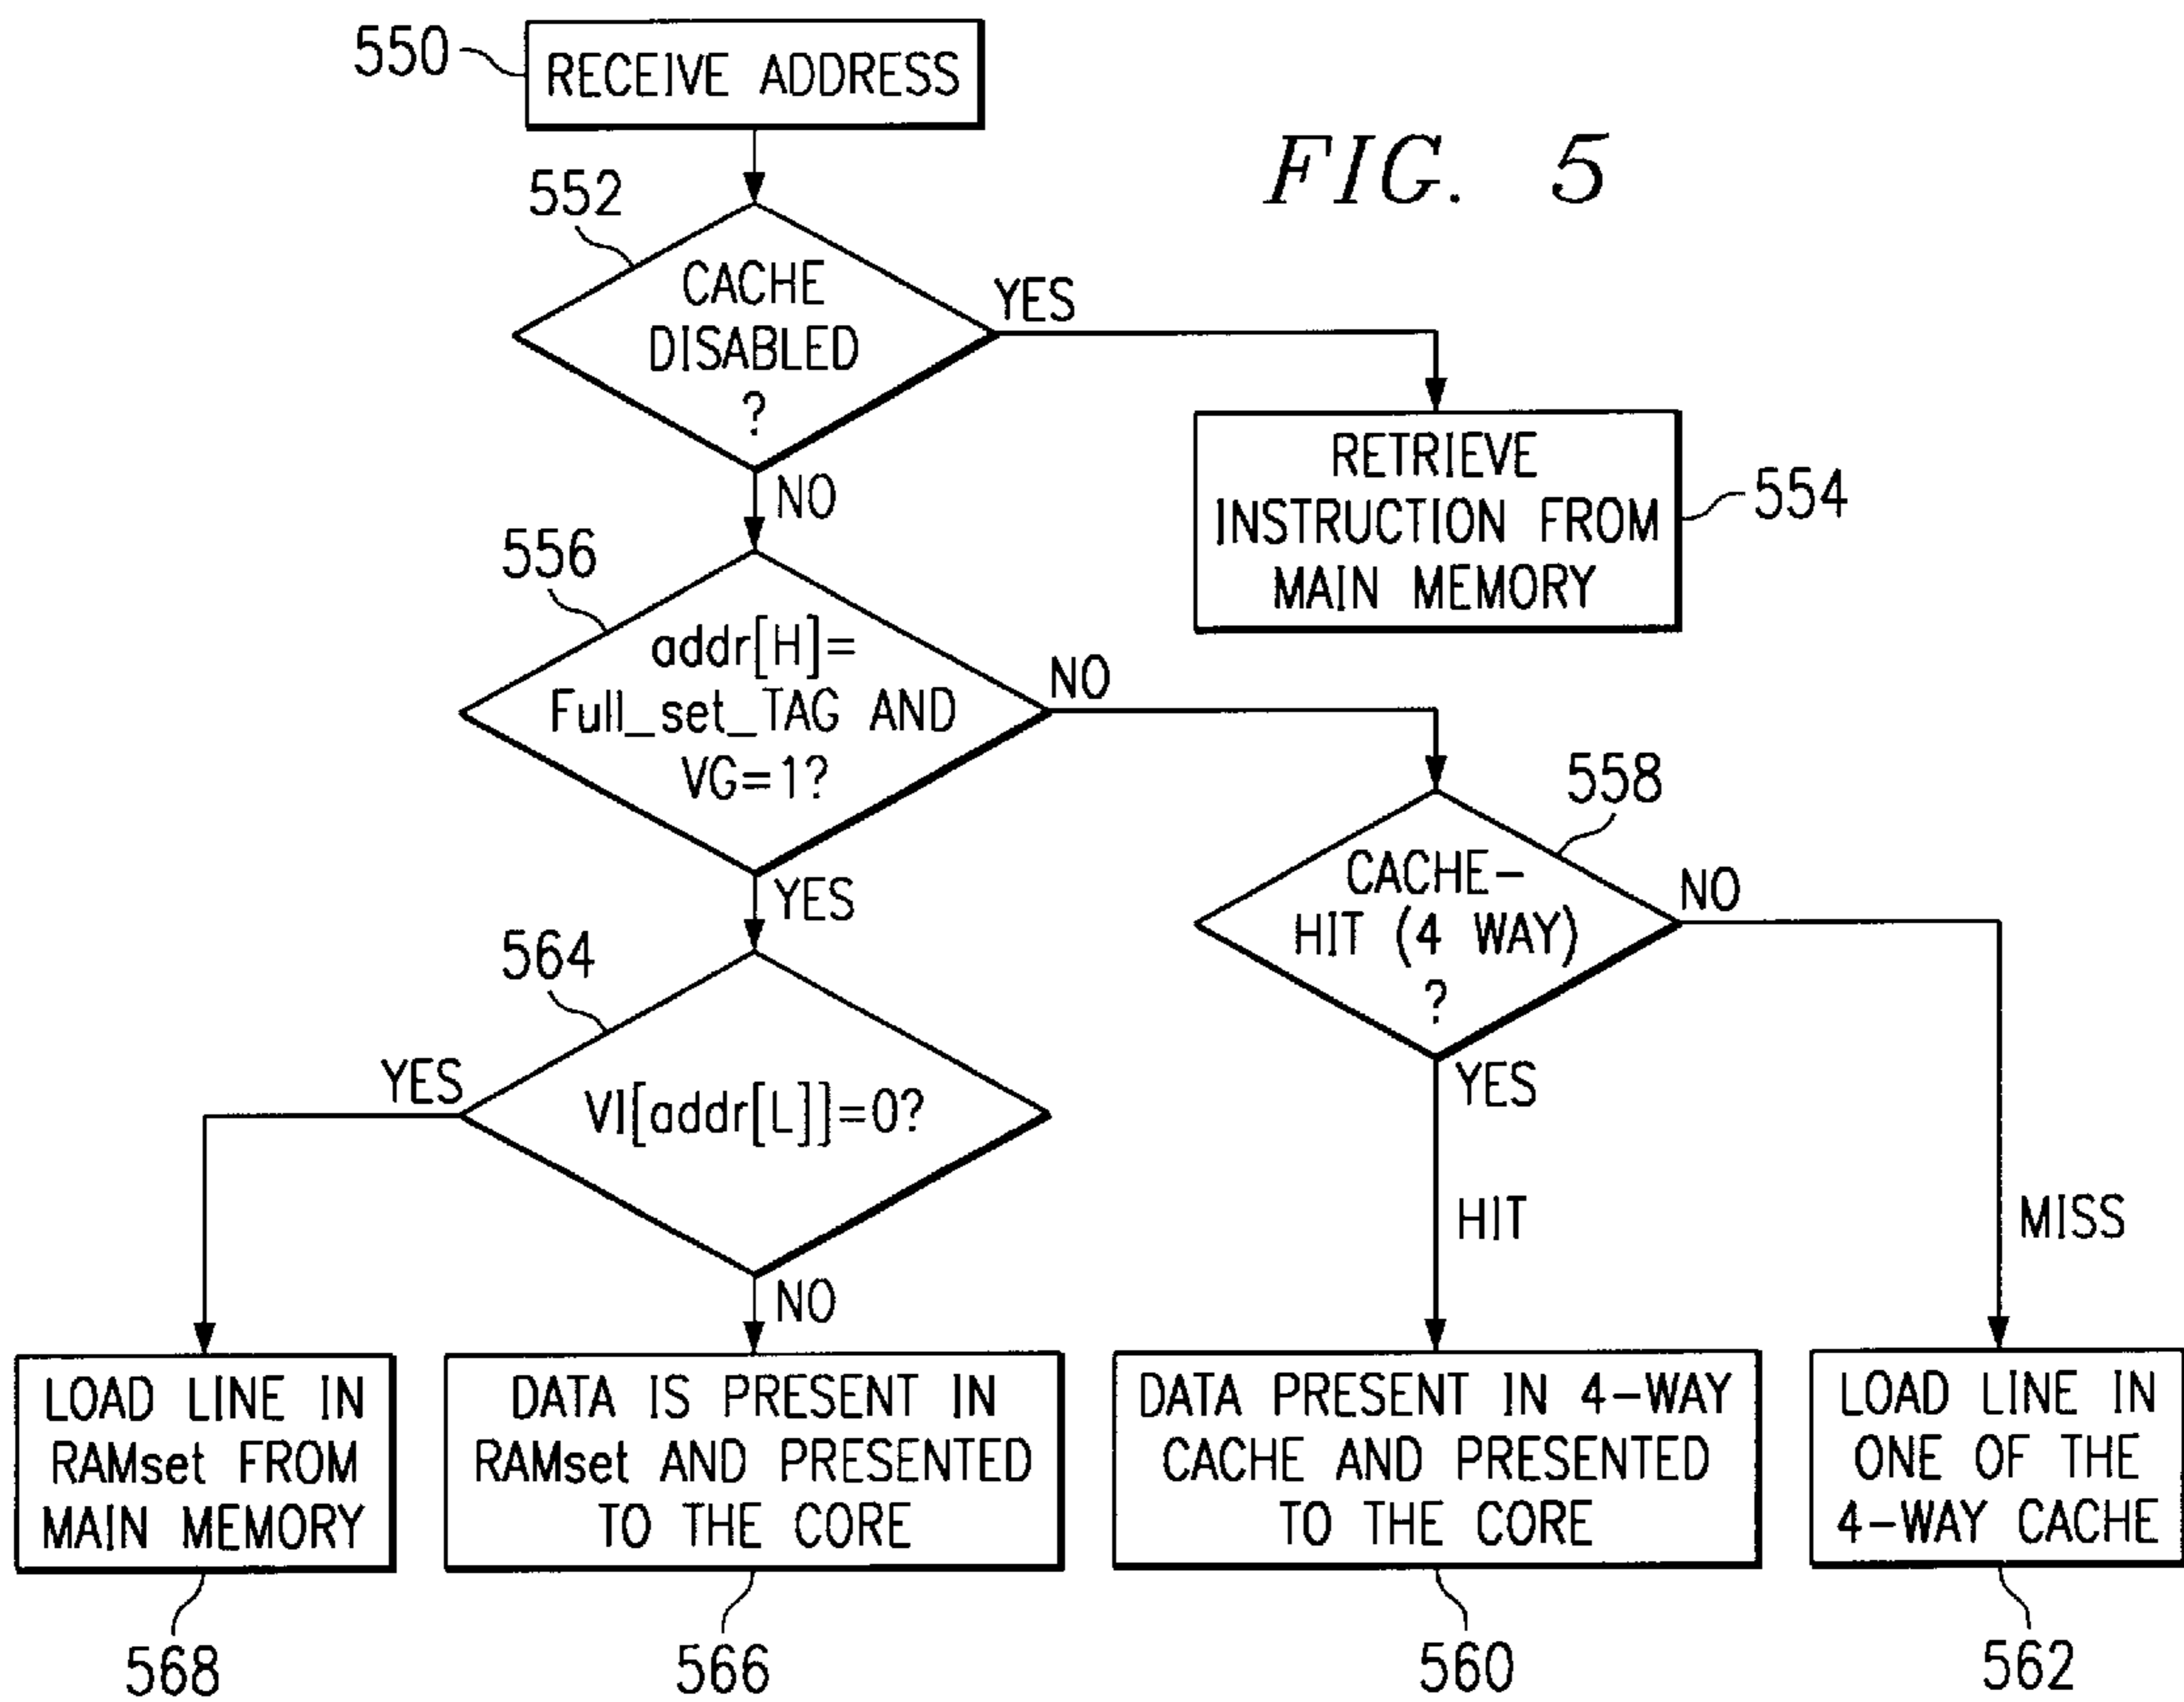 550
RECEIVE ADDRESS
FIG. 5
552
CACHE
DISABLED
?
YES
NO
RETRIEVE
INSTRUCTION FROM
MAIN MEMORY
554
556
addr[H]=
Full_set_TAG AND
VG=1?
NO
YES
558
CACHE-
HIT (4 WAY)
?
NO
YES
HIT
MISS
564
VI[addr[L]]=0?
YES
NO
LOAD LINE IN
RAMset FROM
MAIN MEMORY
568
DATA IS PRESENT IN
RAMset AND PRESENTED
TO THE CORE
566
DATA PRESENT IN 4-WAY
CACHE AND PRESENTED
TO THE CORE
560
LOAD LINE IN
ONE OF THE
4-WAY CACHE
562